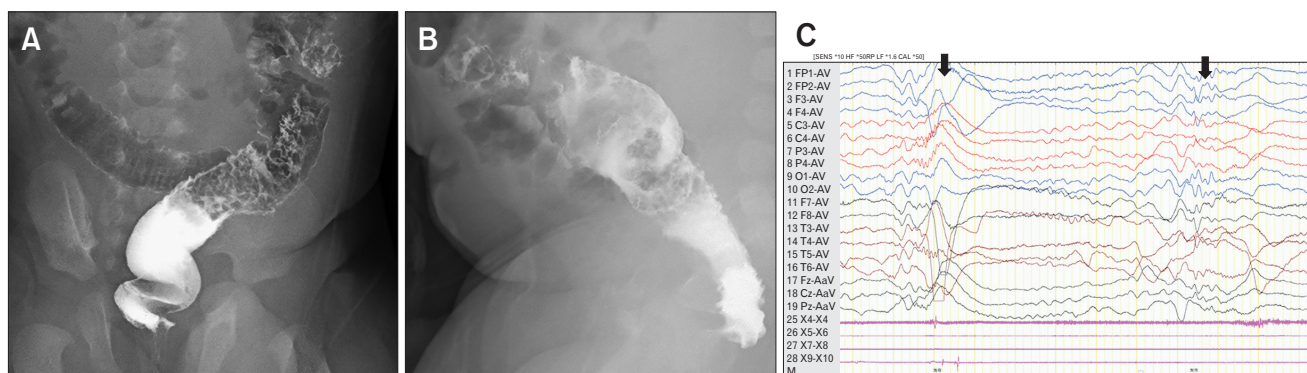 A
B
C
[SENS *10 HF *50RP LF *1.6 CAL *50]
1 FP1-AV
2 FP2-AV
3 F3-AV
4 F4-AV
5 C3-AV
6 C4-AV
7 P3-AV
8 P4-AV
9 O1-AV
10 O2-AV
11 F7-AV
12 F8-AV
13 T3-AV
14 T4-AV
15 T5-AV
16 T6-AV
17 Fz-AaV
18 Cz-AaV
19 Pz-AaV
25 X4-X4
26 X5-X6
27 X7-X8
28 X9-X10
M